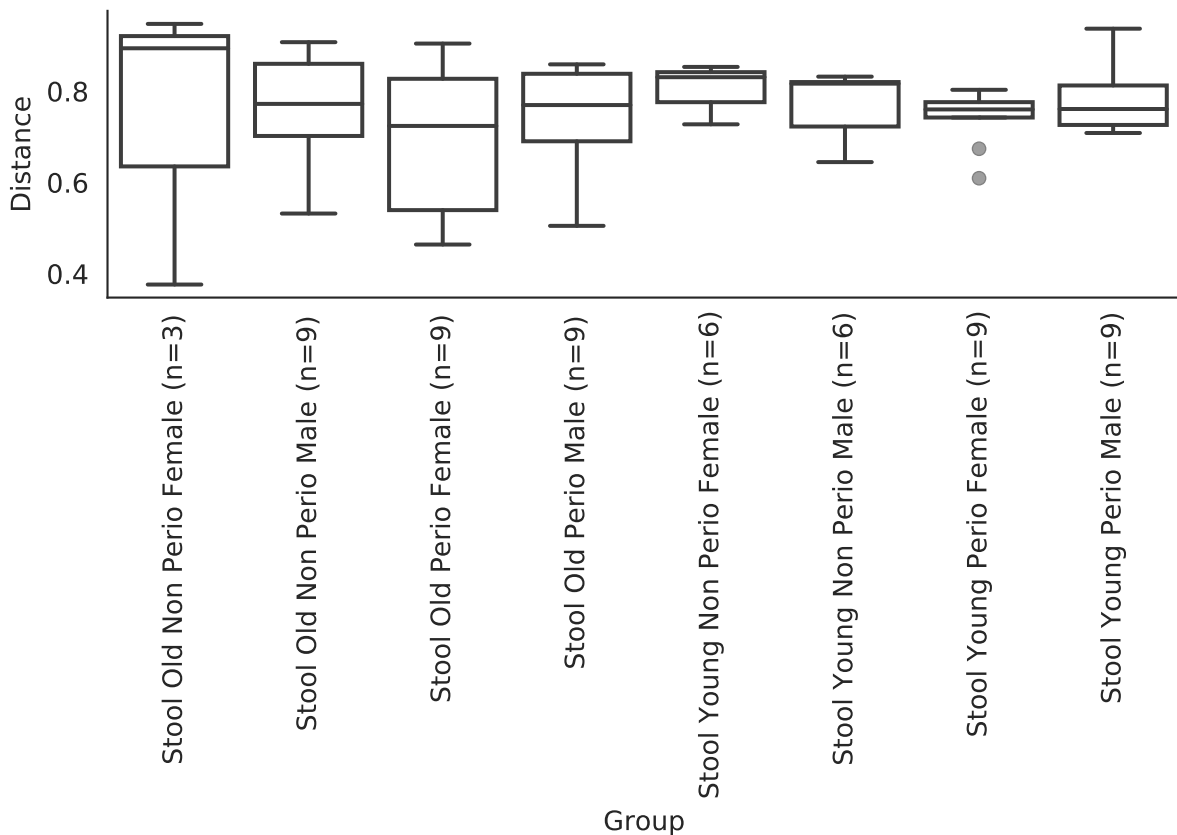 Distance
0.8
0.6
0.4
Stool Old Non Perio Female (n=3)
Stool Old Non Perio Male (n=9)
Stool Old Perio Female (n=9)
Stool Old Perio Male (n=9)
Stool Young Non Perio Female (n=6)
Stool Young Non Perio Male (n=6)
Stool Young Perio Female (n=9)
Stool Young Perio Male (n=9)
Group